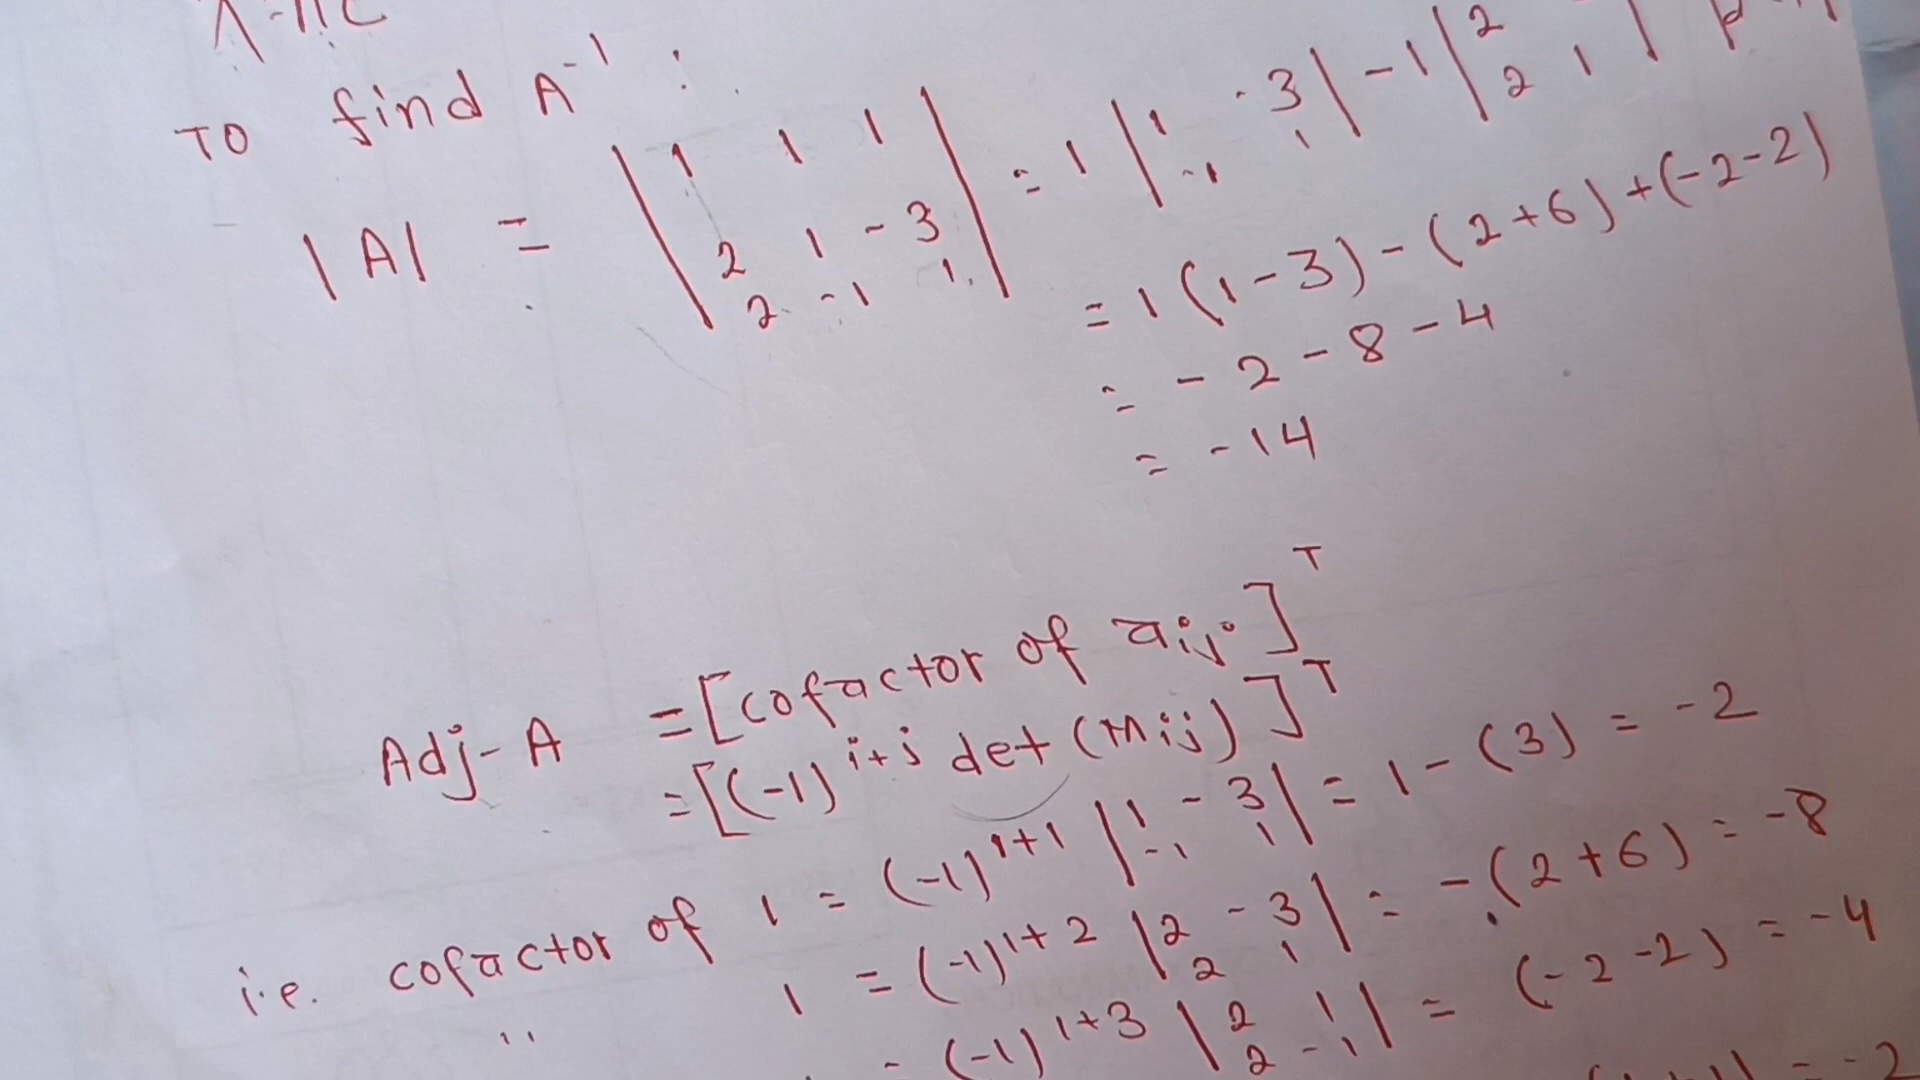 To find A⁻¹ :
|A| = | 1 1 1 | = 1 | 1 -3 | -1 | 2
2 1 -3 -1 1 2 1 |
2 -1 1
= 1 (1-3) - (2+6) + (-2-2)
= -2 - 8 - 4
= -14
Adj-A = [cofactor of aij]ᵀ
= [(-1)ⁱ⁺ʲ det (Mij)]ᵀ
i.e. cofactor of 1 = (-1)¹⁺¹ | 1 -3 | = 1 - (3) = -2
-1 1
" 1 = (-1)¹⁺² | 2 -3 | = -(2+6) = -8
2 1
= (-1)¹⁺³ | 2 1 | = (-2-2) = -4
2 -1
= -2